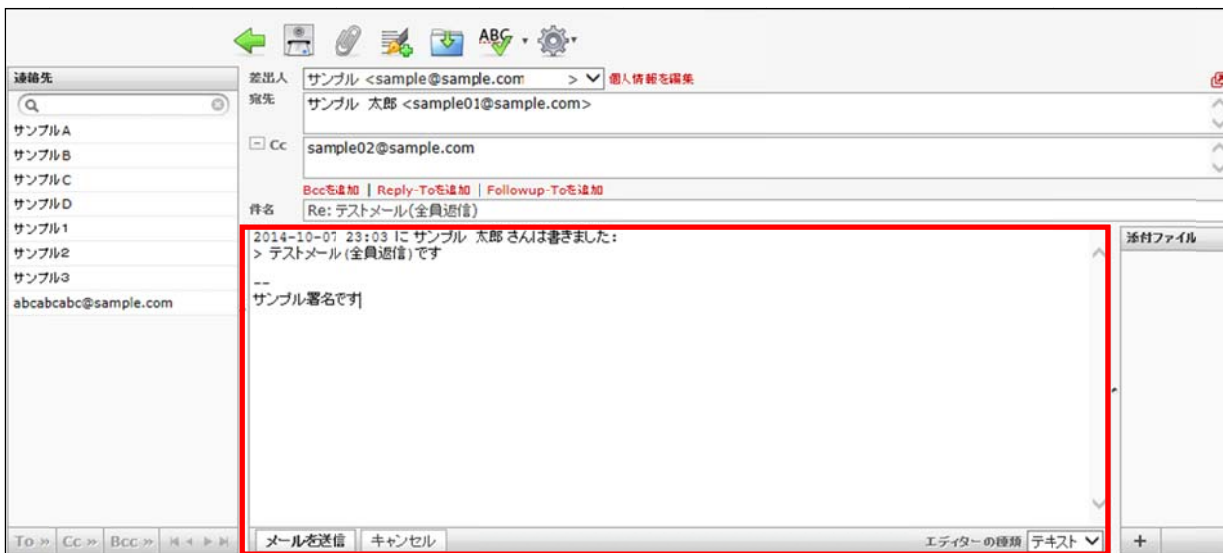 ABC
連絡先
サンプルA
サンプルB
サンプルC
サンプルD
サンプル1
サンプル2
サンプル3
abcabcabc@sample.com
To » Cc » Bcc »
差出人 サンプル <sample@sample.com > 個人情報を編集
宛先 サンプル 太郎 <sample01@sample.com>
Cc sample02@sample.com
Bccを追加 | Reply-Toを追加 | Followup-Toを追加
件名 Re: テストメール(全員返信)
2014-10-07 23:03 に サンプル 太郎 さんは書きました:
> テストメール(全員返信)です
--
サンプル署名です
メールを送信 キャンセル エディターの種類 テキスト
添付ファイル
+